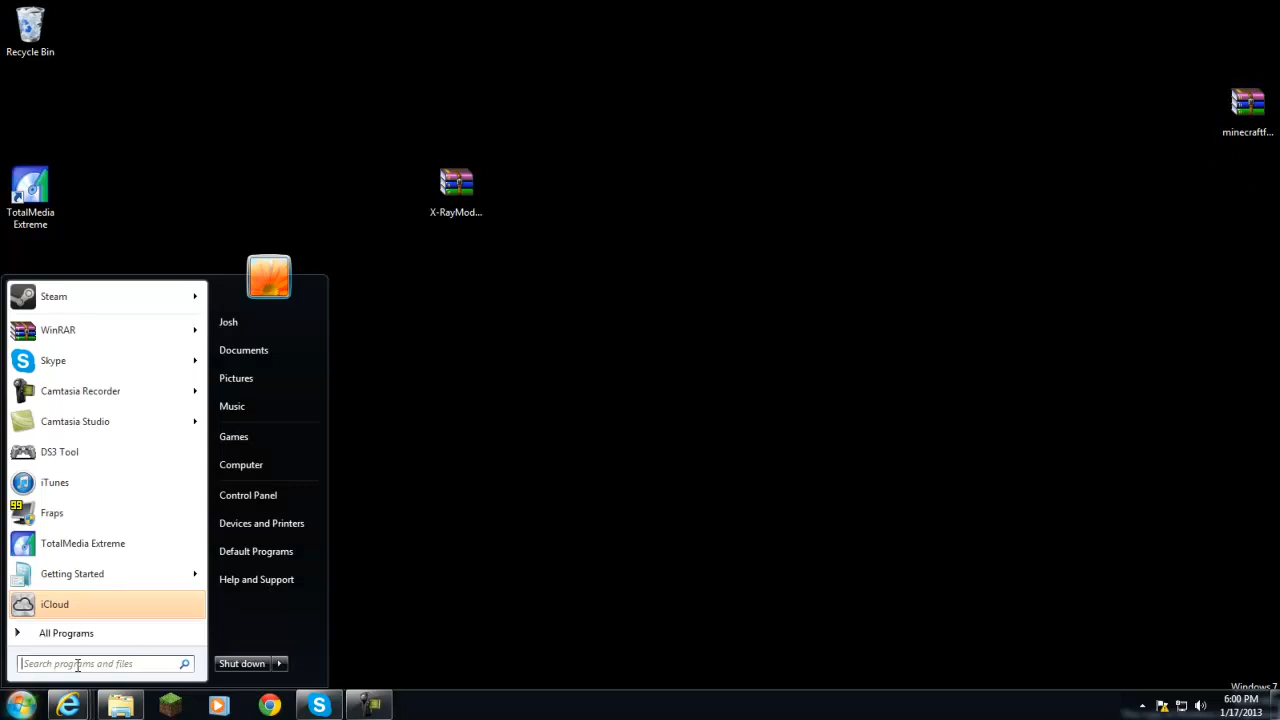 Recycle Bin
minecraftf...
TotalMedia
Extreme
X-RayMod...
Steam
WinRAR
Skype
Camtasia Recorder
Camtasia Studio
DS3 Tool
iTunes
99
Fraps
TotalMedia Extreme
Getting Started
iCloud
All Programs
Search programs and files
Josh
Documents
Pictures
Music
Games
Computer
Control Panel
Devices and Printers
Default Programs
Help and Support
Shut down
Windows 7
6:00 PM
1/17/2013